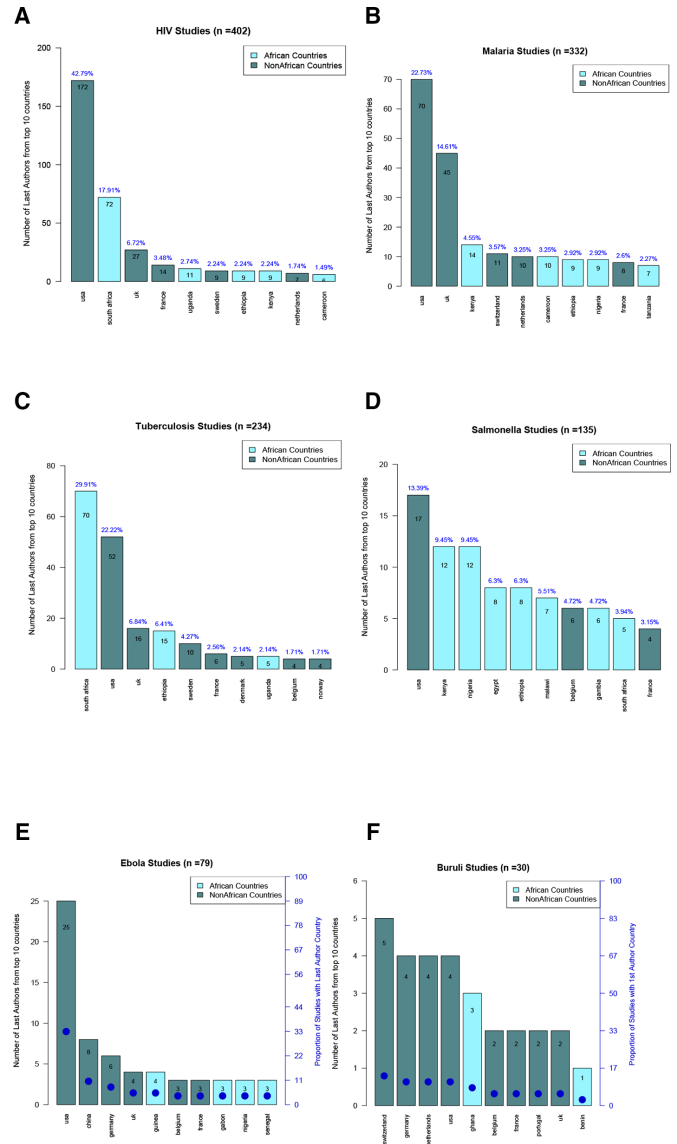 A
HIV Studies (n =402)
African Countries
NonAfrican Countries
Number of Last Authors from top 10 countries
200
150
100
50
0
42.79%
17.91%
6.72%
3.48%
2.74%
2.24%
2.24%
2.24%
1.74%
1.49%
172
72
27
14
11
9
9
9
7
6
usa
south africa
uk
france
uganda
sweden
ethiopia
kenya
netherlands
cameroon
B
Malaria Studies (n =332)
African Countries
NonAfrican Countries
Number of Last Authors from top 10 countries
70
60
50
40
30
20
10
0
22.73%
14.61%
4.55%
3.57%
3.25%
3.25%
2.92%
2.92%
2.6%
2.27%
70
45
14
11
10
10
9
9
8
7
usa
uk
kenya
switzerland
netherlands
cameroon
ethiopia
nigeria
france
tanzania
C
Tuberculosis Studies (n =234)
African Countries
NonAfrican Countries
Number of Last Authors from top 10 countries
80
60
40
20
0
29.91%
22.22%
6.84%
6.41%
4.27%
2.56%
2.14%
2.14%
1.71%
1.71%
70
52
16
15
10
6
5
5
4
4
south africa
usa
uk
ethiopia
sweden
france
denmark
uganda
belgium
norway
D
Salmonella Studies (n =135)
African Countries
NonAfrican Countries
Number of Last Authors from top 10 countries
20
15
10
5
0
13.39%
9.45%
9.45%
6.3%
6.3%
5.51%
4.72%
4.72%
3.94%
3.15%
17
12
12
8
8
7
6
6
5
4
usa
kenya
nigeria
egypt
ethiopia
malawi
belgium
gambia
south africa
france
E
Ebola Studies (n =79)
African Countries
NonAfrican Countries
Number of Last Authors from top 10 countries
25
20
15
10
5
0
25
8
6
4
4
3
3
3
3
3
usa
china
germany
uk
guinea
belgium
france
gabon
nigeria
senegal
100
89
78
67
56
44
33
22
11
0
Proportion of Studies with Last Author Country
F
Buruli Studies (n =30)
African Countries
NonAfrican Countries
Number of Last Authors from top 10 countries
6
5
4
3
2
1
0
5
4
4
4
3
2
2
2
2
1
switzerland
germany
netherlands
usa
ghana
belgium
france
portugal
uk
benin
100
83
67
50
33
17
0
Proportion of Studies with 1st Author Country